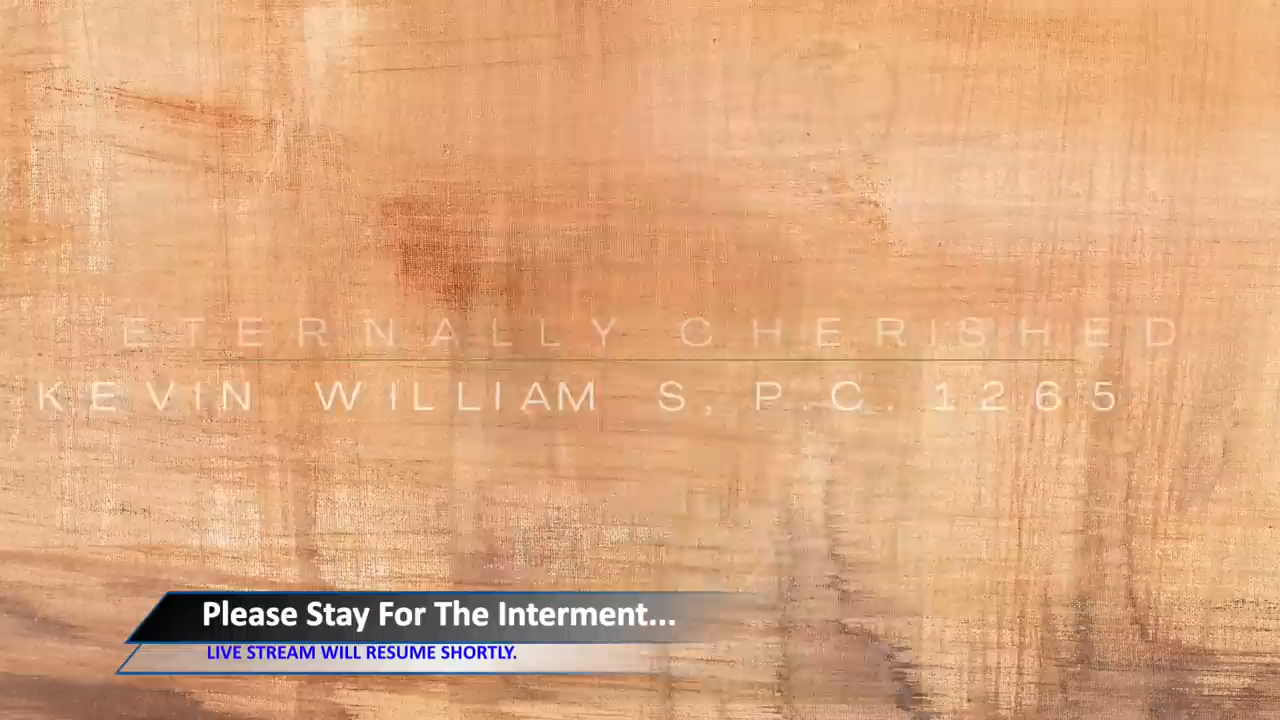 ETERNALLY CHERISHED
KEVIN WILLIAM S, P.C. 1265
Please Stay For The Interment...
LIVE STREAM WILL RESUME SHORTLY.